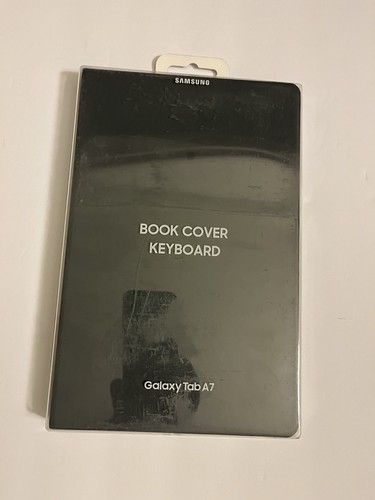 SAMSUNG
BOOK COVER
KEYBOARD
Galaxy Tab A7